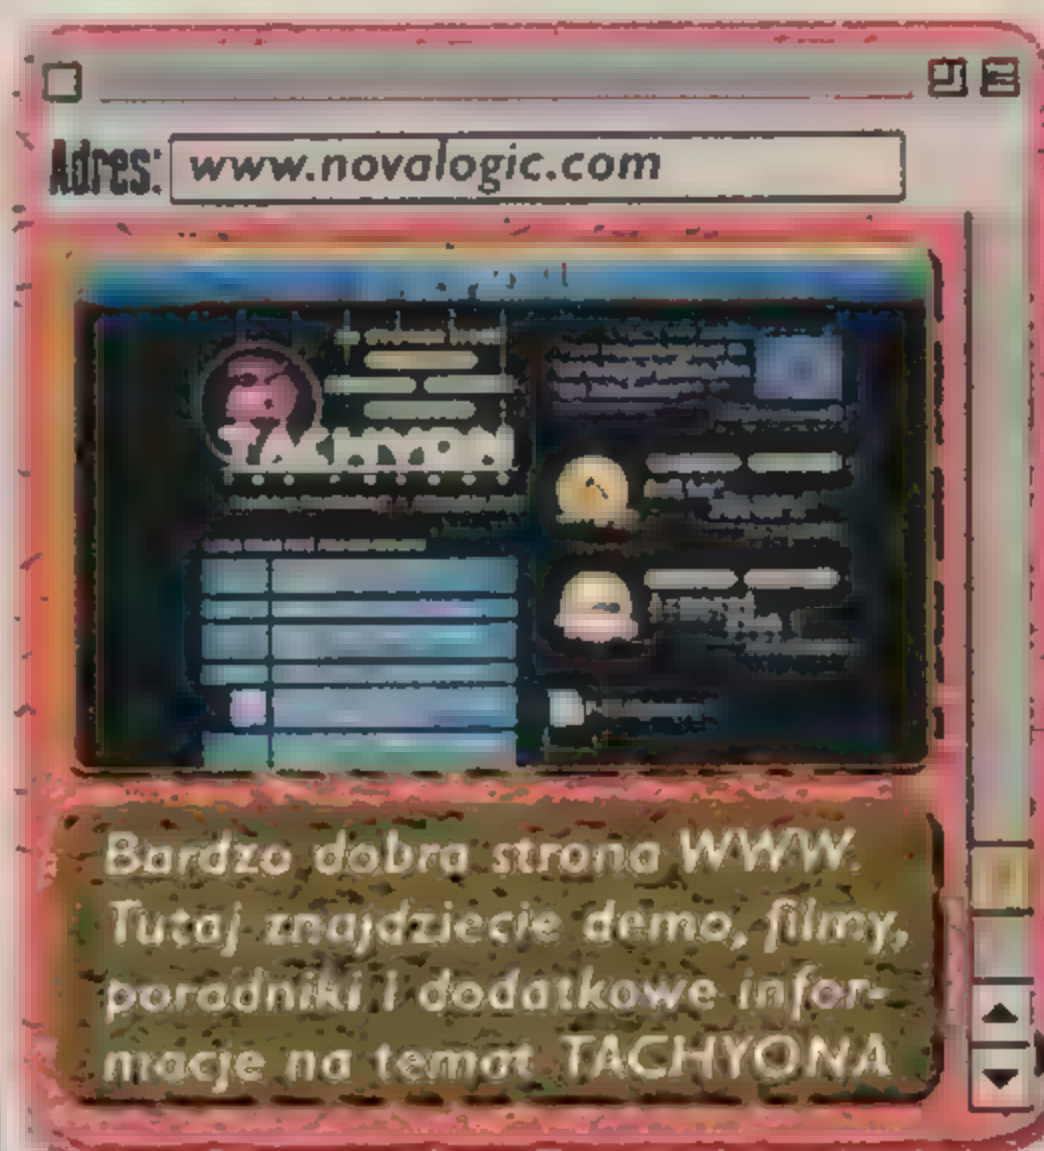 Adres: www.novalogic.com
Bardzo dobra strona WWW.
Tutaj znajdziecie demo, filmy,
poradniki i dodatkowe infor-
macje na temat TACHYONA